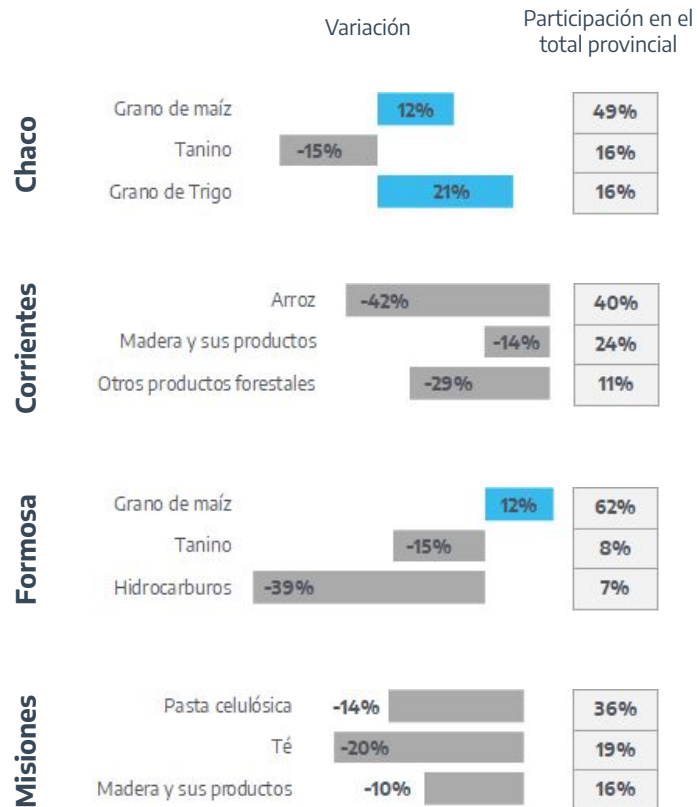 Variación
Participación en el
total provincial
Chaco
Grano de maíz 12% 49%
Tanino -15% 16%
Grano de Trigo 21% 16%
Corrientes
Arroz -42% 40%
Madera y sus productos -14% 24%
Otros productos forestales -29% 11%
Formosa
Grano de maíz 12% 62%
Tanino -15% 8%
Hidrocarburos -39% 7%
Misiones
Pasta celulósica -14% 36%
Té -20% 19%
Madera y sus productos -10% 16%